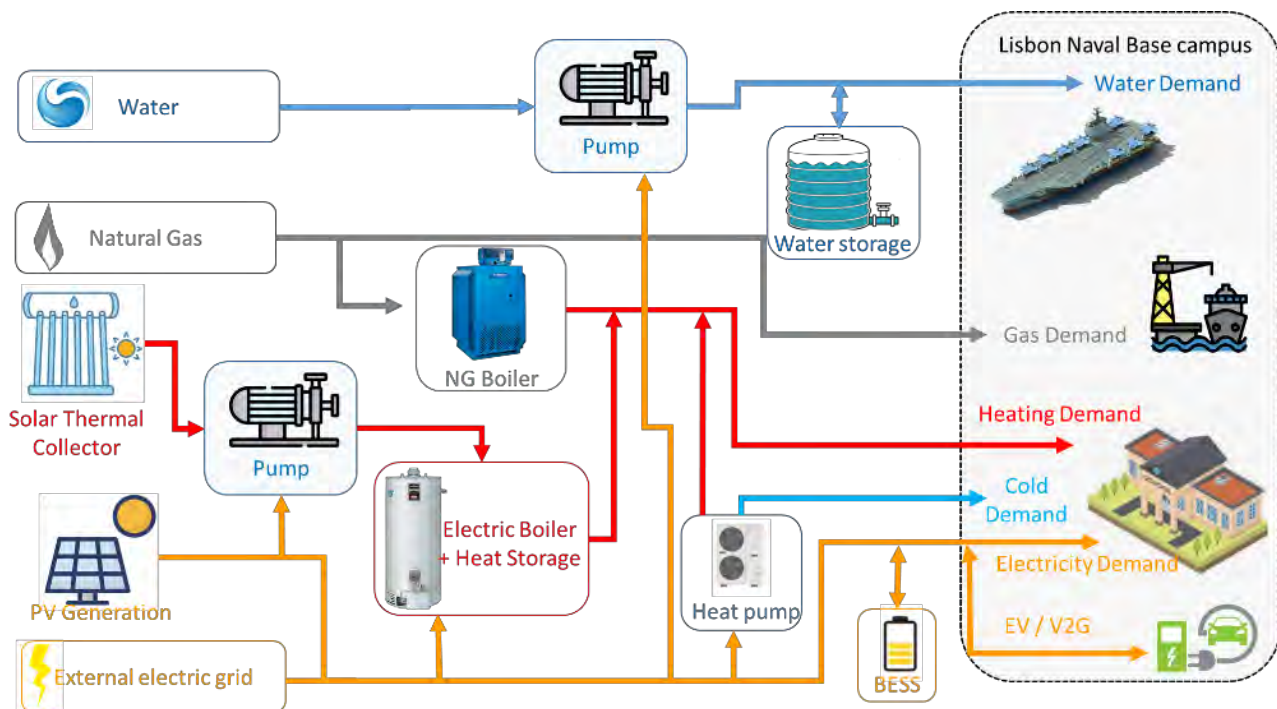 Lisbon Naval Base campus
Water
Pump
Water Demand
Natural Gas
Water storage
NG Boiler
Gas Demand
Solar Thermal
Collector
Pump
Heating Demand
Electric Boiler
+ Heat Storage
Cold
Demand
PV Generation
Heat pump
Electricity Demand
EV / V2G
External electric grid
BESS